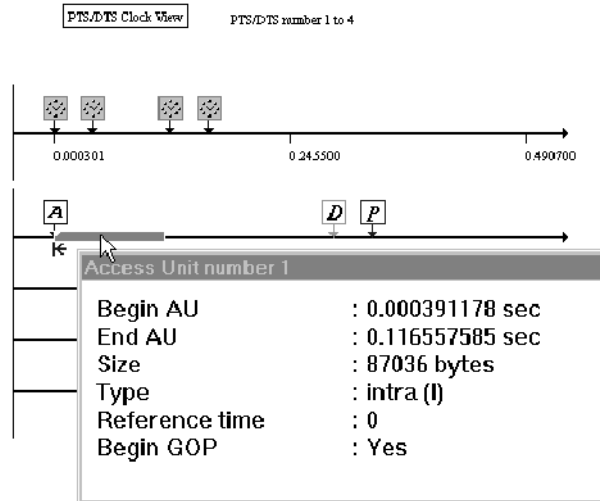 PTS/DTS Clock View PTS/DTS number 1 to 4
0.000301 0.245500 0.490700
A D P
Access Unit number 1
Begin AU : 0.000391178 sec
End AU : 0.116557585 sec
Size : 87036 bytes
Type : intra (I)
Reference time : 0
Begin GOP : Yes